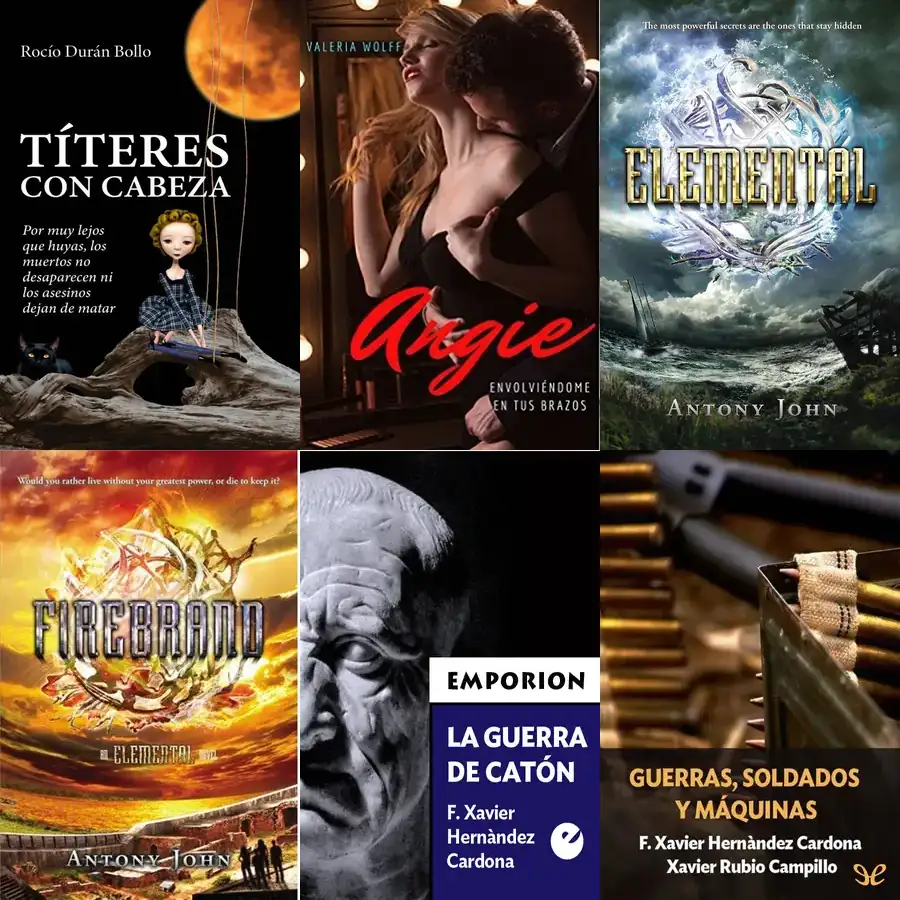 Rocío Durán Bollo
TÍTERES
CON CABEZA
Por muy lejos
que huyas, los
muertos no
desaparecen ni
los asesinos
dejan de matar
VALERIA WOLFF
Angie
ENVOLVIÉNDOME
EN TUS BRAZOS
The most powerful secrets are the ones that stay hidden
ELEMENTAL
ANTONY JOHN
Would you rather live without your greatest power, or die to keep it?
FIREBRAND
AN ELEMENTAL NOVEL
ANTONY JOHN
EMPORION
LA GUERRA
DE CATÓN
F. Xavier
Hernàndez
Cardona
e
GUERRAS, SOLDADOS
Y MÁQUINAS
F. Xavier Hernàndez Cardona
Xavier Rubio Campillo